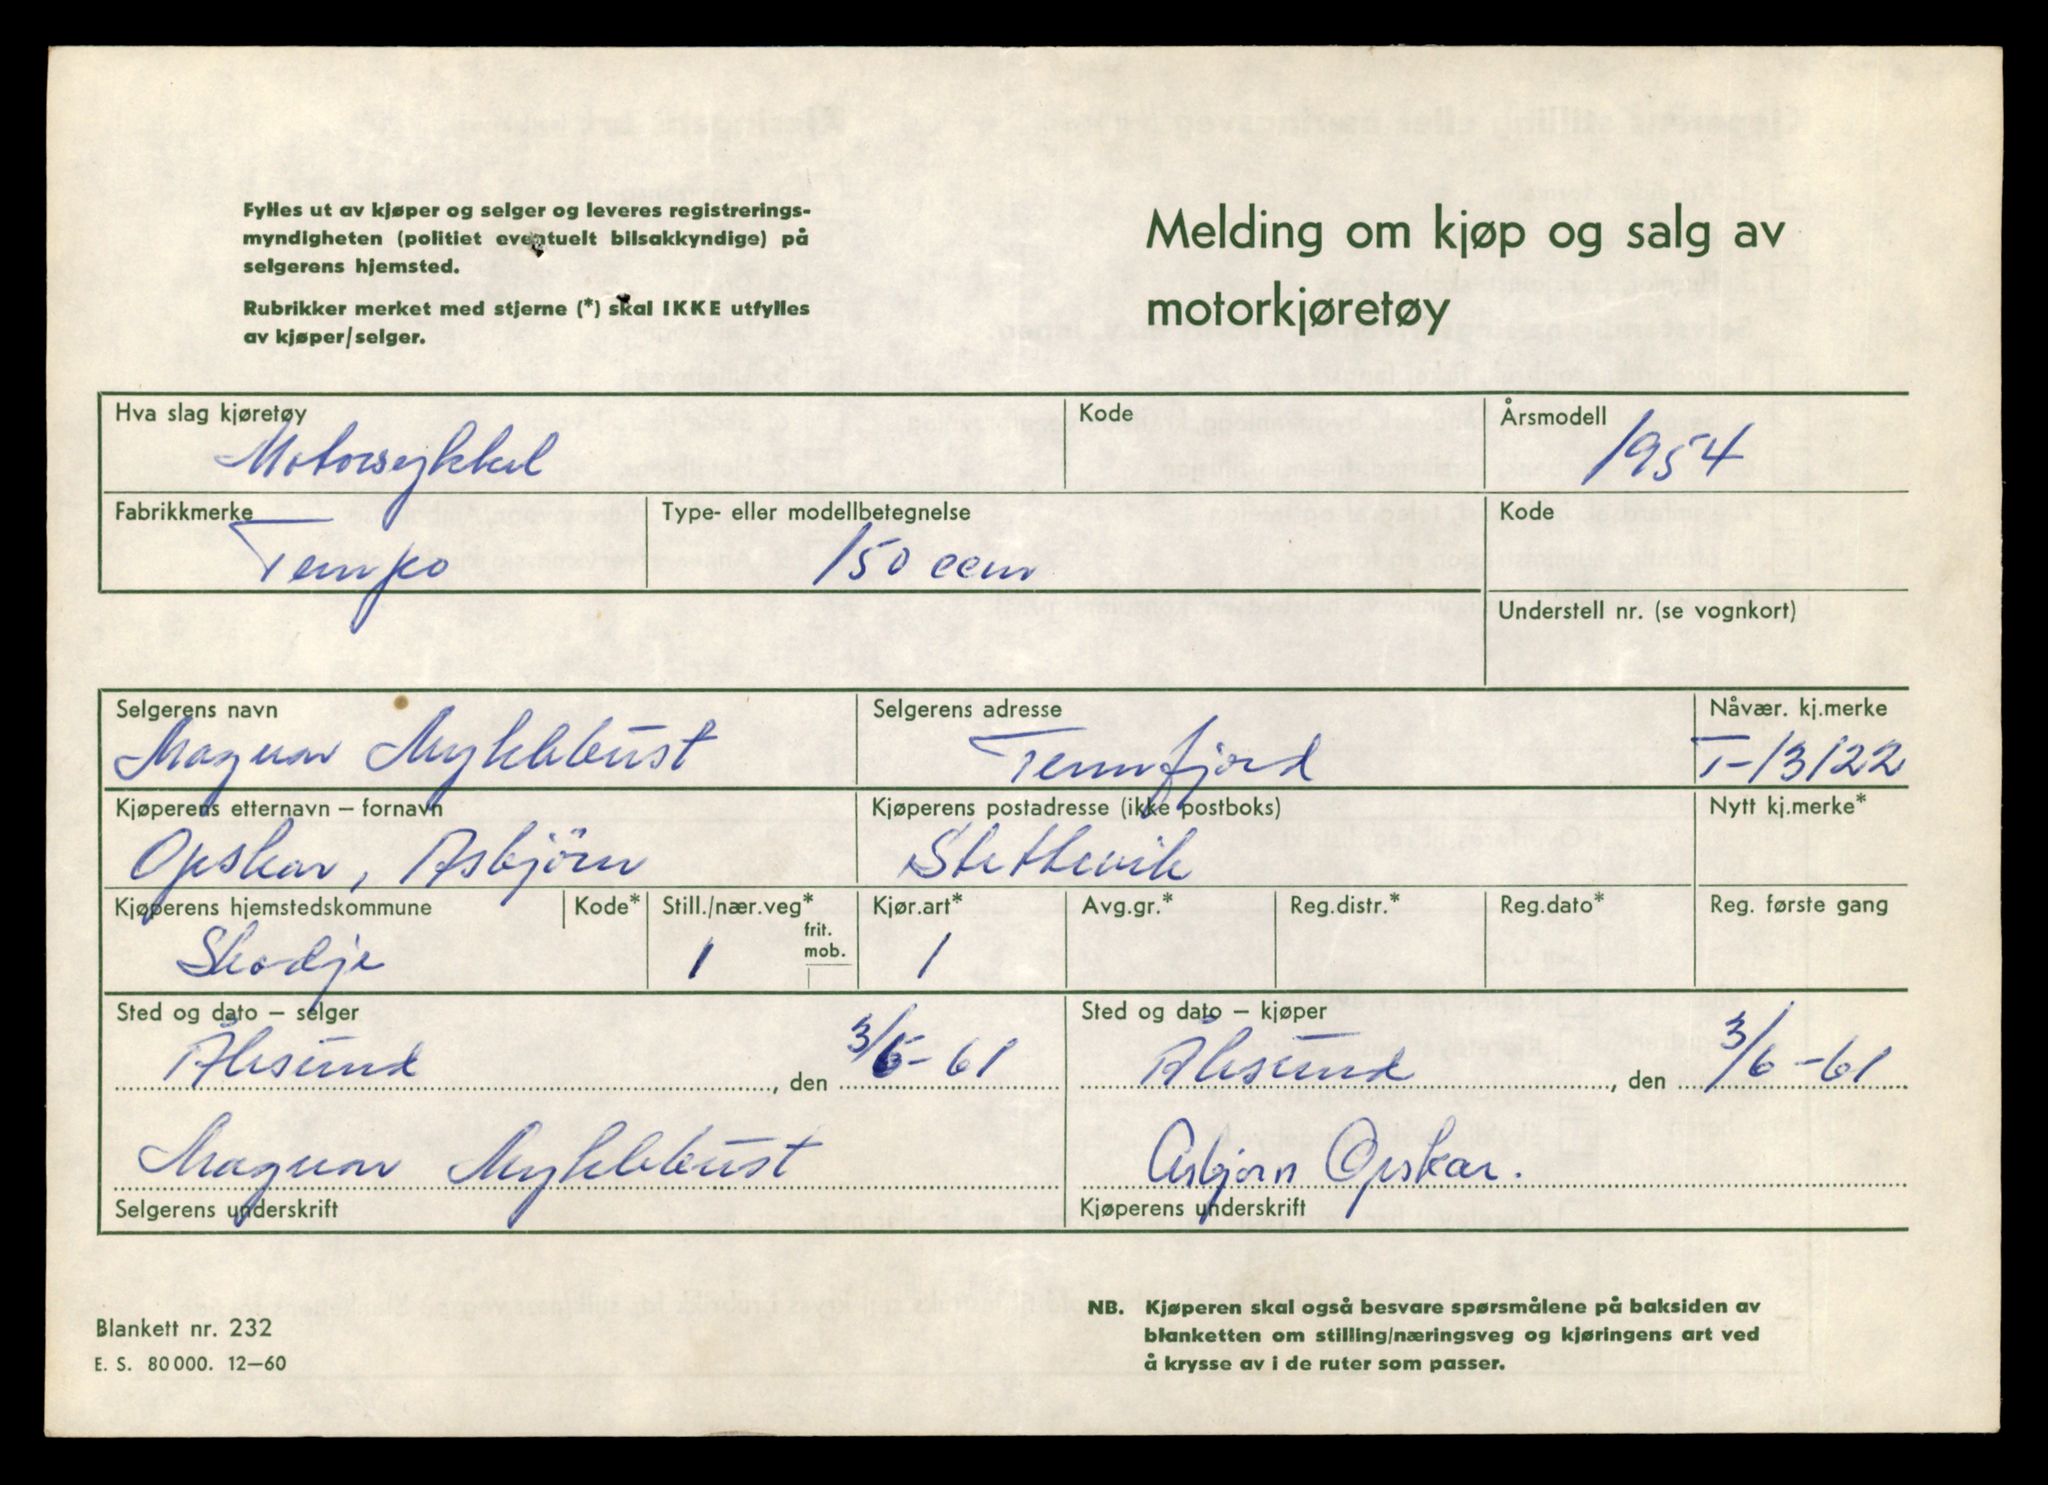 Fylles ut av kjøper og selger og leveres registrerings-
myndigheten (politiet eventuelt bilsakkyndige) på
selgerens hjemsted.
Rubrikker merket med stjerne (*) skal IKKE utfylles
av kjøper/selger.
Melding om kjøp og salg av
motorkjøretøy
Hva slag kjøretøy
Motorsykkel
Kode
Årsmodell
1954
Fabrikkmerke
Tempo
Type- eller modellbetegnelse
150 ccm
Kode
Understell nr. (se vognkort)
Selgerens navn
Magnar Myklebust
Selgerens adresse
Tennfjord
Nåvær. kj.merke
T-13122
Kjøperens etternavn – fornavn
Opskar, Asbjörn
Kjøperens postadresse (ikke postboks)
Stettevik
Nytt kj.merke*
Kjøperens hjemstedskommune
Skodje
Kode*
Still./nær.veg*
1
frit.
mob.
Kjør.art*
1
Avg.gr.*
Reg.distr.*
Reg.dato*
Reg. første gang
Sted og dato – selger
Ålesund, den 3/6-61
Magnar Myklebust
Selgerens underskrift
Sted og dato – kjøper
Ålesund, den 3/6-61
Asbjørn Opskar.
Kjøperens underskrift
Blankett nr. 232
E. S. 80 000. 12–60
NB. Kjøperen skal også besvare spørsmålene på baksiden av
blanketten om stilling/næringsveg og kjøringens art ved
å krysse av i de ruter som passer.